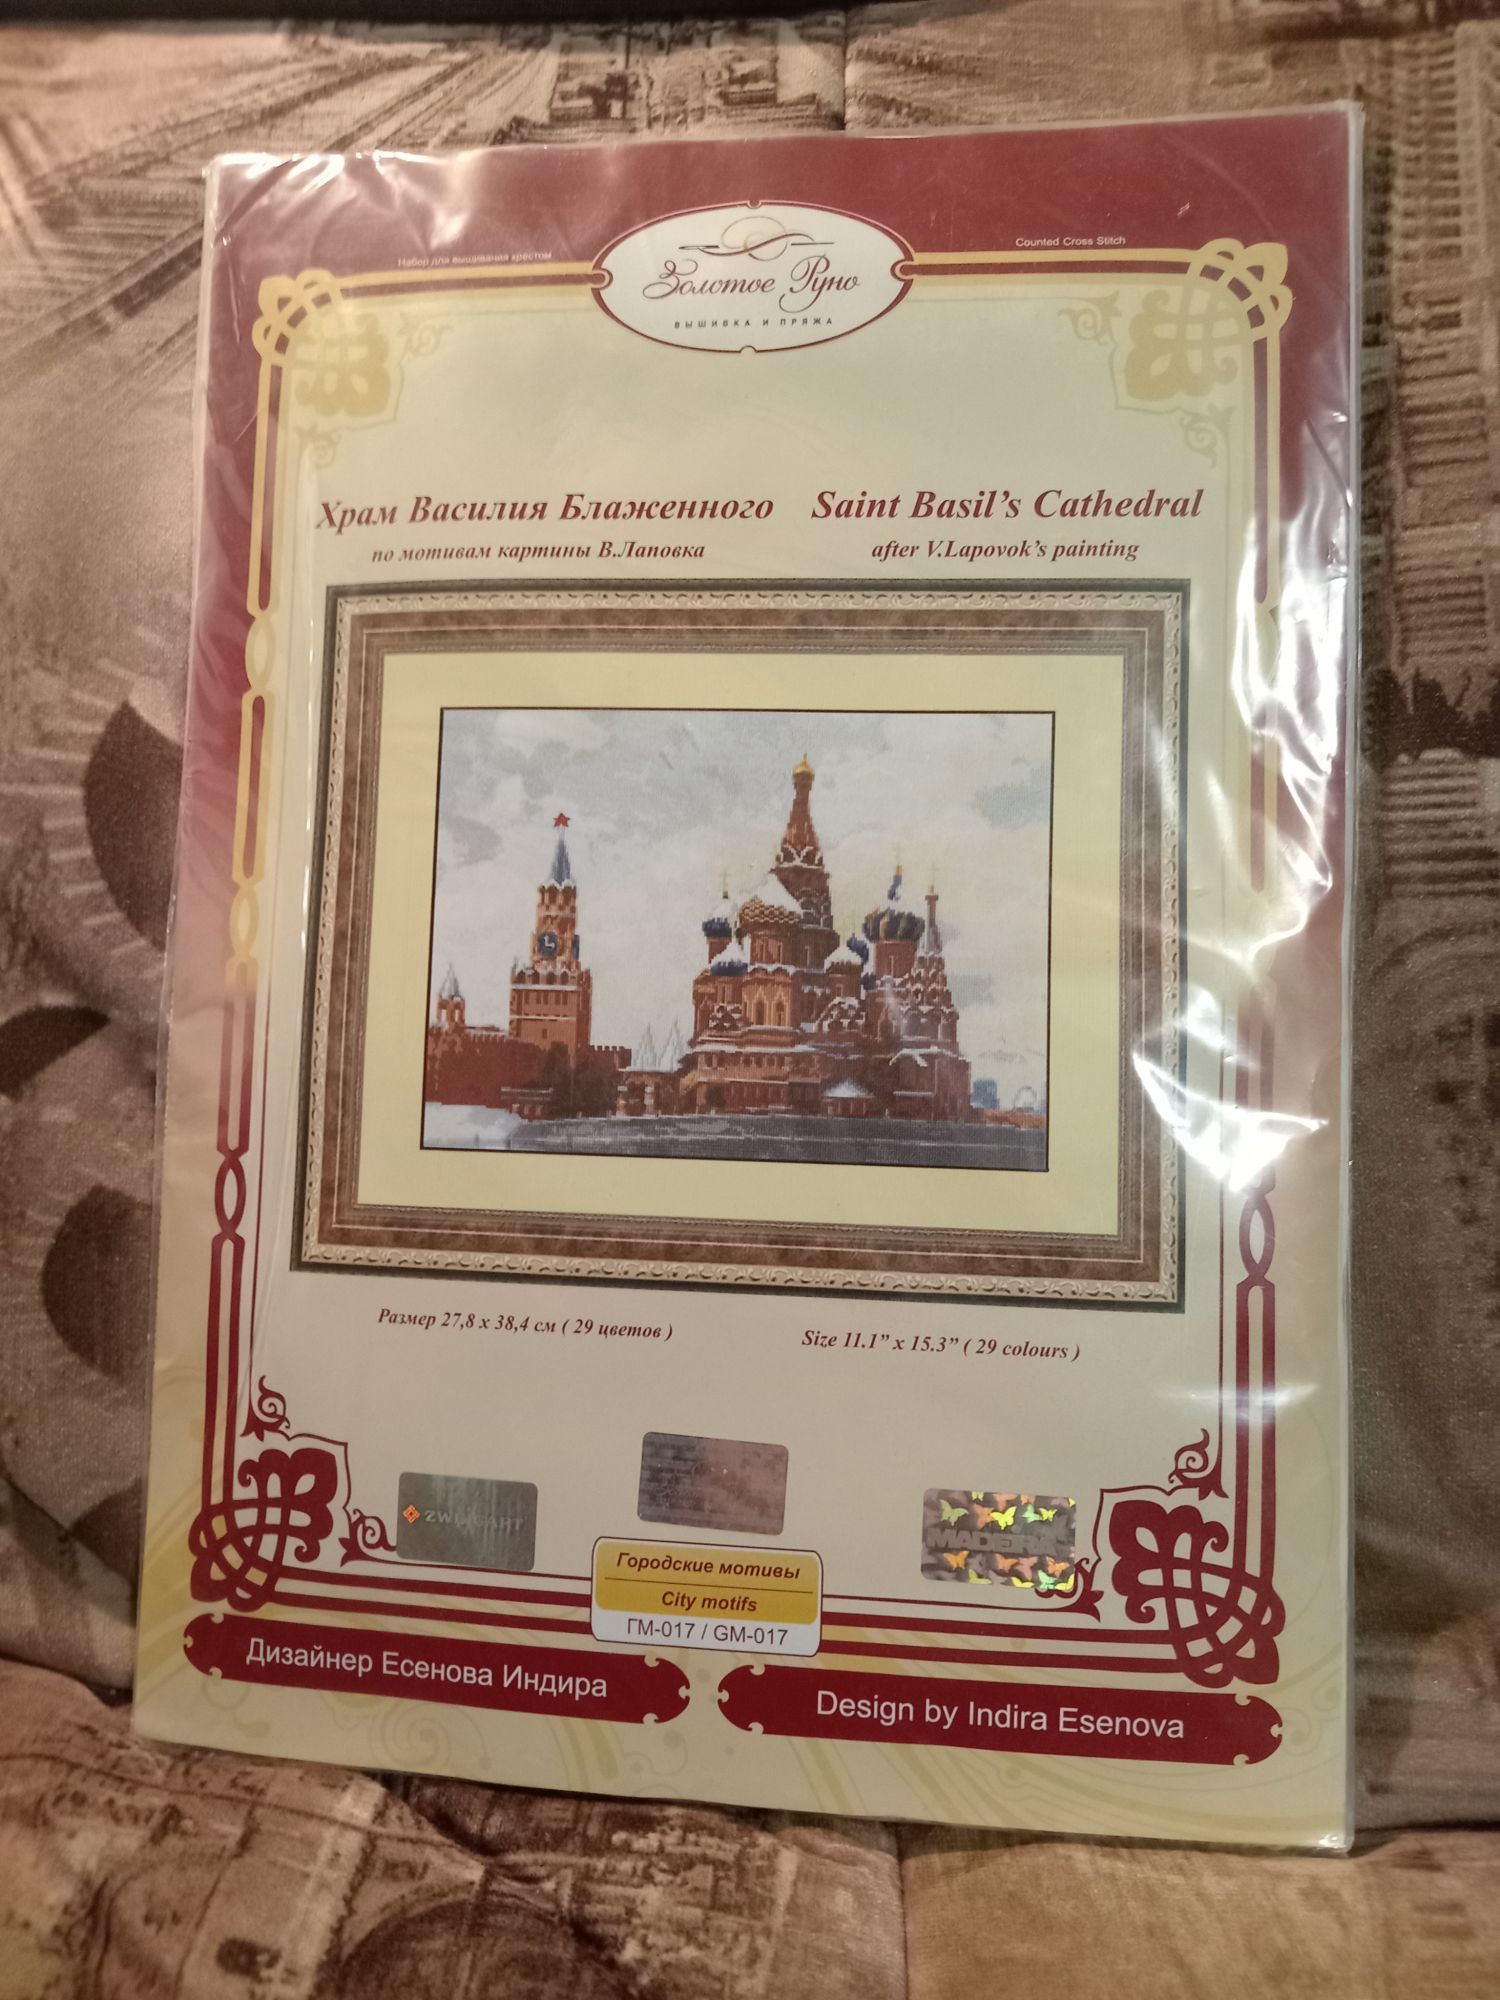 Набор для вышивания крестом
Counted Cross Stitch
Золотое Руно
ВЫШИВКА И ПРЯЖА
Храм Василия Блаженного
по мотивам картины В.Лаповка
Saint Basil's Cathedral
after V.Lapovok's painting
Размер 27,8 х 38,4 см ( 29 цветов )
Size 11.1” x 15.3” ( 29 colours )
ZWEIGART
MADEIRA
Городские мотивы
City motifs
ГМ-017 / GM-017
Дизайнер Есенова Индира
Design by Indira Esenova